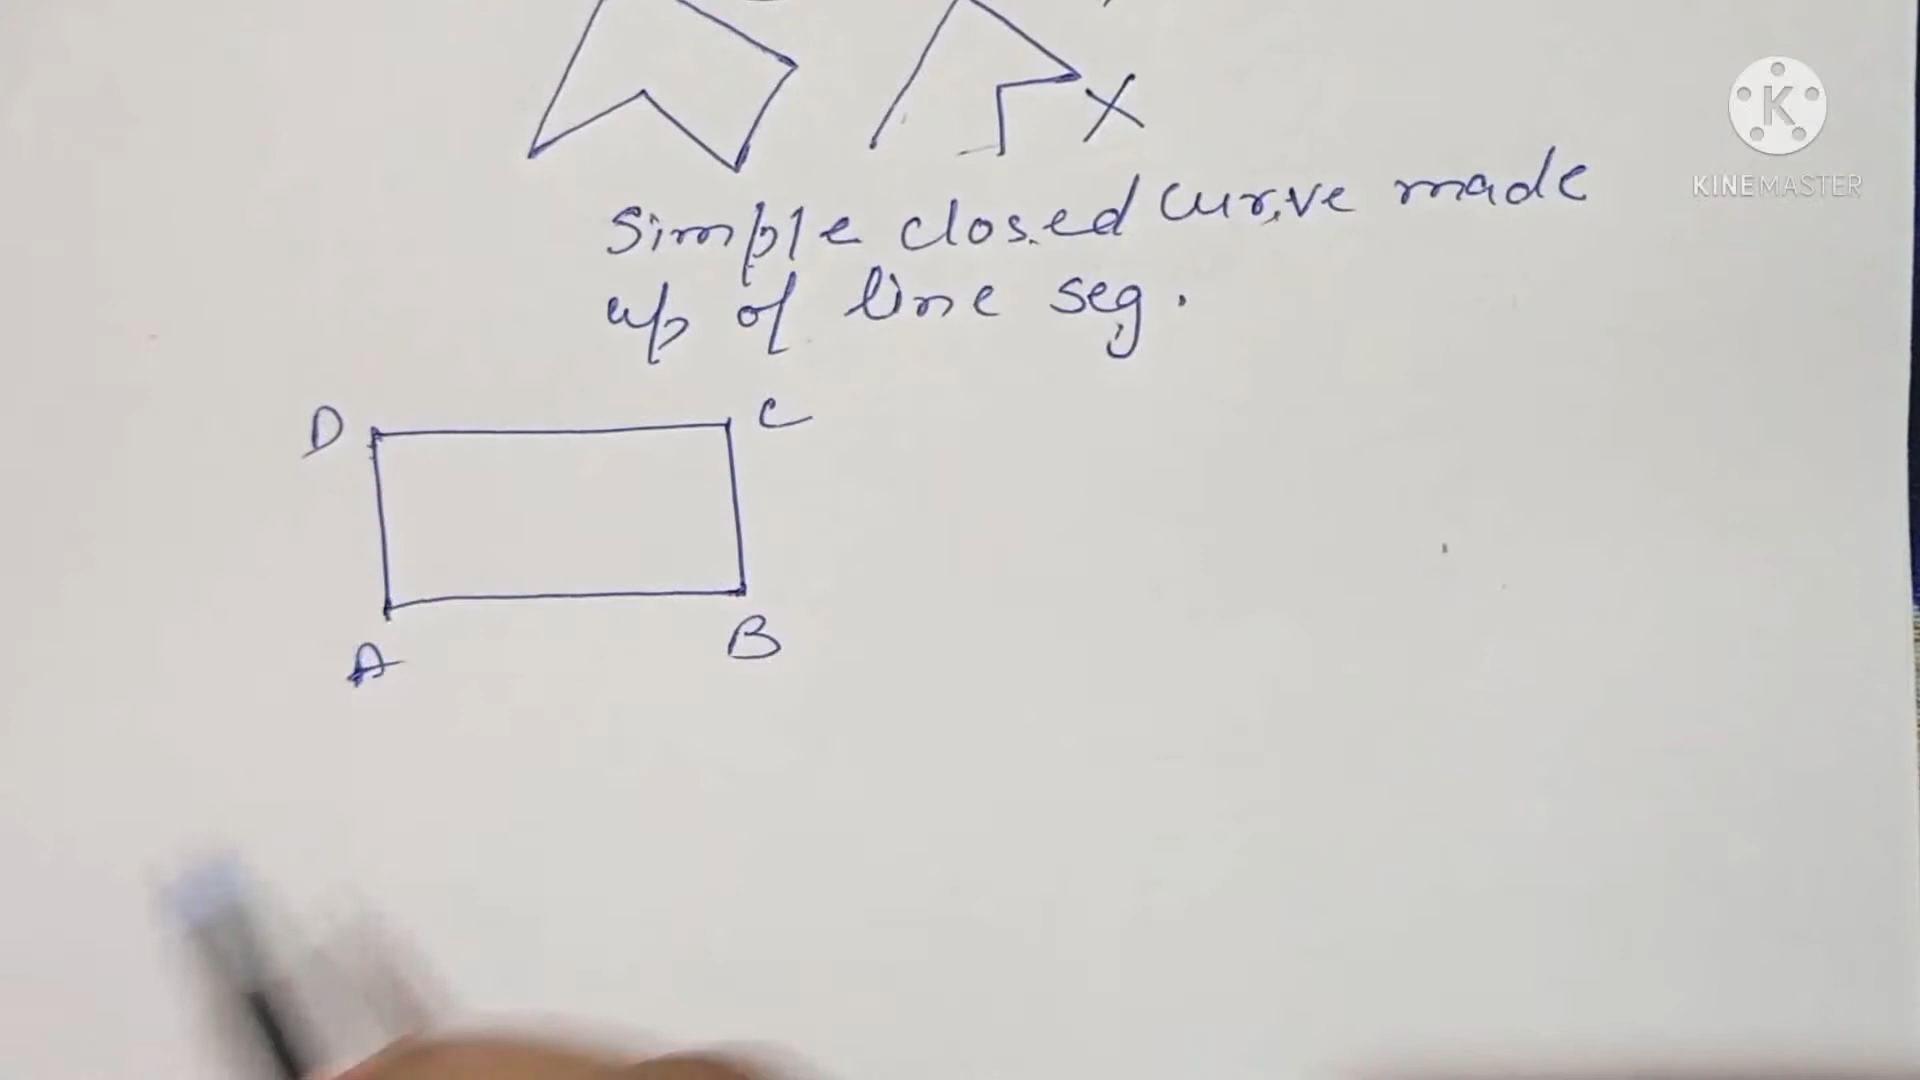 X
Simple closed curve made
up of line seg.
D C
A B
K
KINEMASTER